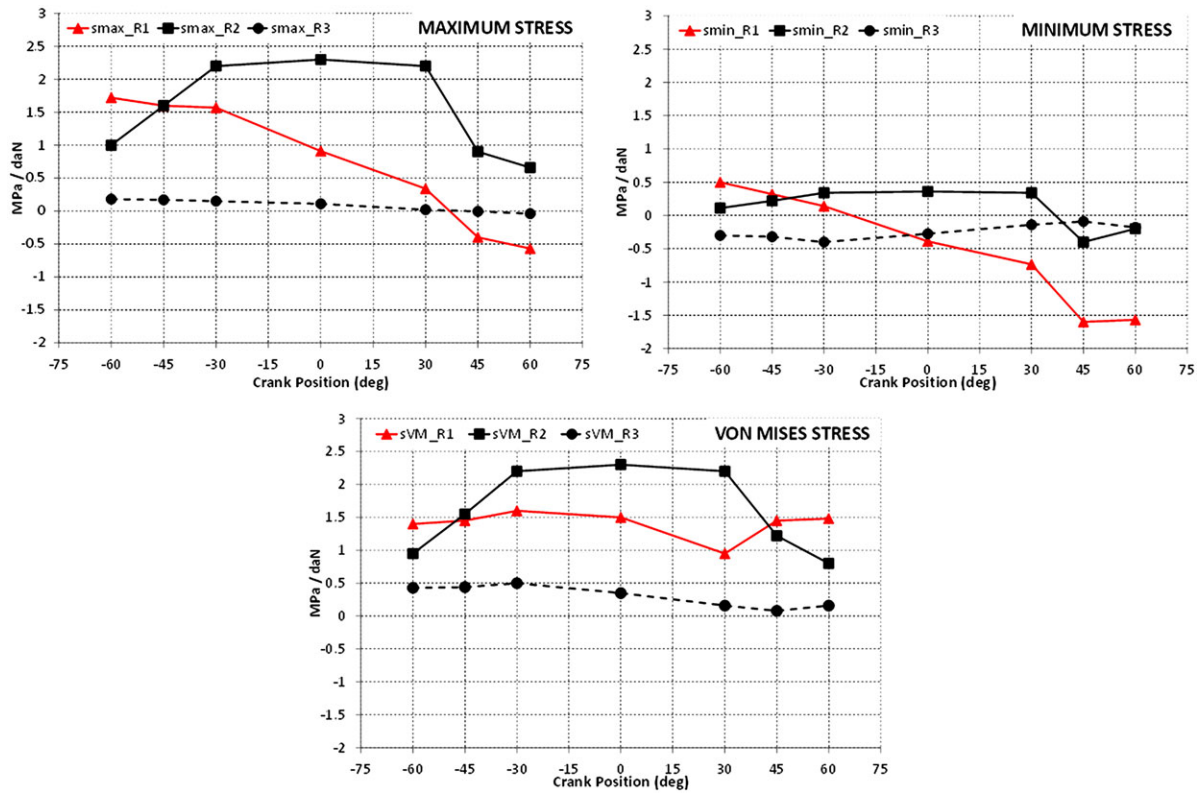 smax_R1 smax_R2 smax_R3 MAXIMUM STRESS
3
2.5
2
1.5
1
0.5
0
-0.5
-1
-1.5
-2
MPa / daN
-75 -60 -45 -30 -15 0 15 30 45 60 75
Crank Position (deg)
smin_R1 smin_R2 smin_R3 MINIMUM STRESS
3
2.5
2
1.5
1
0.5
0
-0.5
-1
-1.5
-2
MPa / daN
-75 -60 -45 -30 -15 0 15 30 45 60 75
Crank Position (deg)
sVM_R1 sVM_R2 sVM_R3 VON MISES STRESS
3
2.5
2
1.5
1
0.5
0
-0.5
-1
-1.5
-2
MPa / daN
-75 -60 -45 -30 -15 0 15 30 45 60 75
Crank Position (deg)